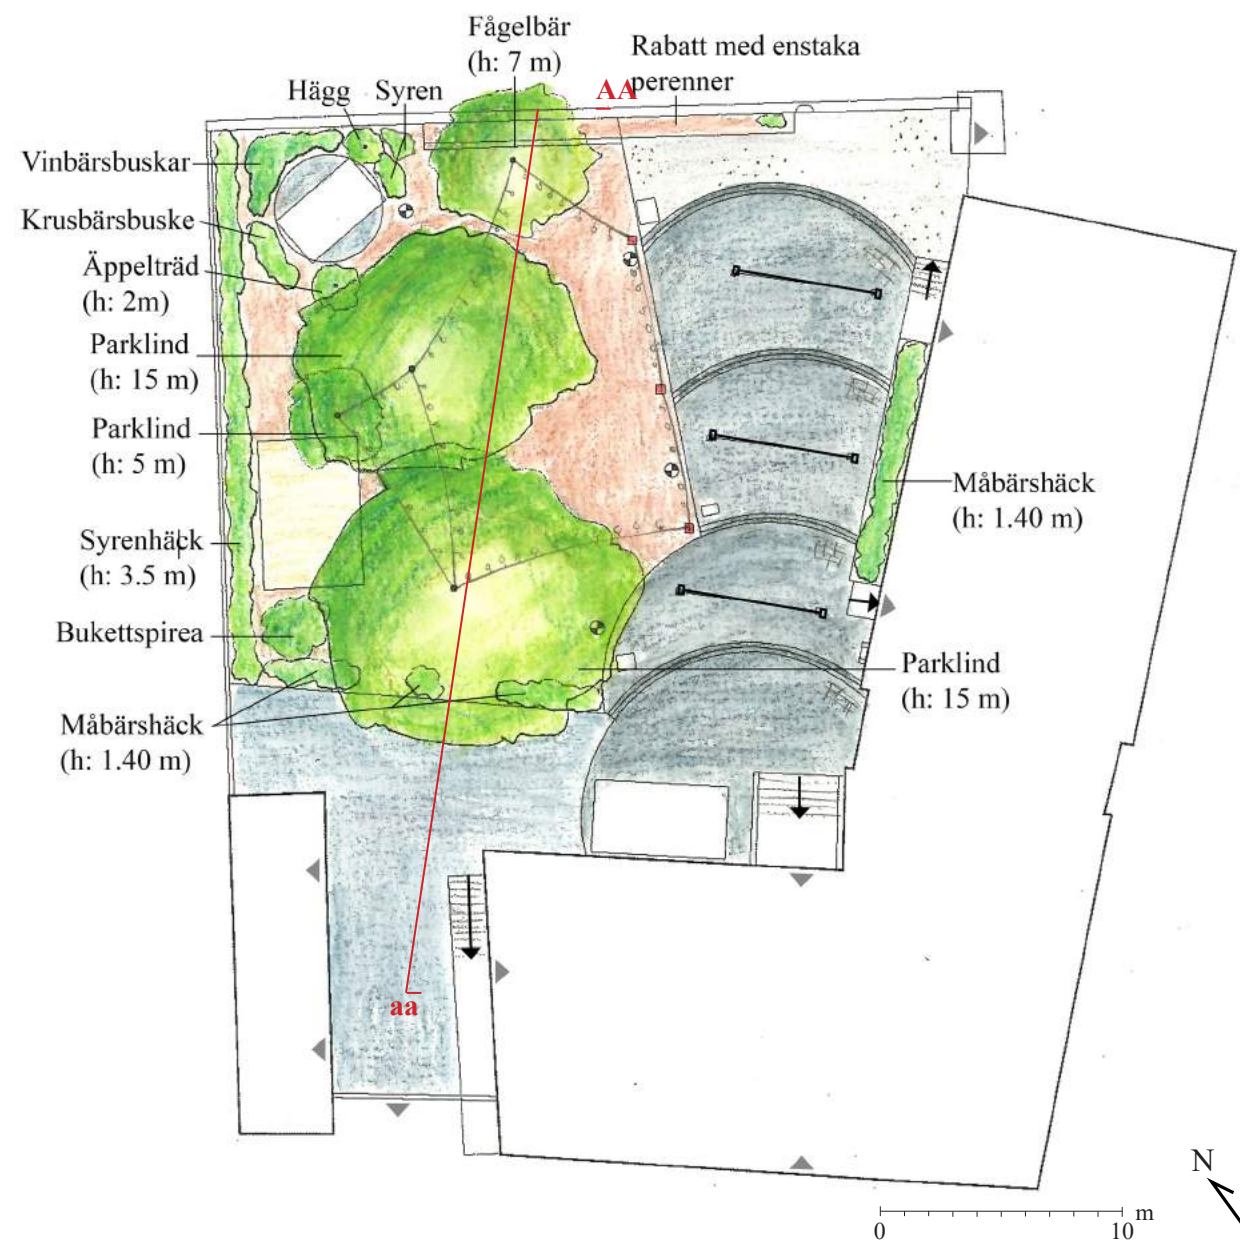 Fågelbär
(h: 7 m)
Rabatt med enstaka
perenner
AA
Hägg
Syren
Vinbärsbuskar
Krusbärsbuske
Äppelträd
(h: 2m)
Parklind
(h: 15 m)
Parklind
(h: 5 m)
Måbärshäck
(h: 1.40 m)
Syrenhäck
(h: 3.5 m)
Bukettspirea
Parklind
(h: 15 m)
Måbärshäck
(h: 1.40 m)
aa
N
m
0 10